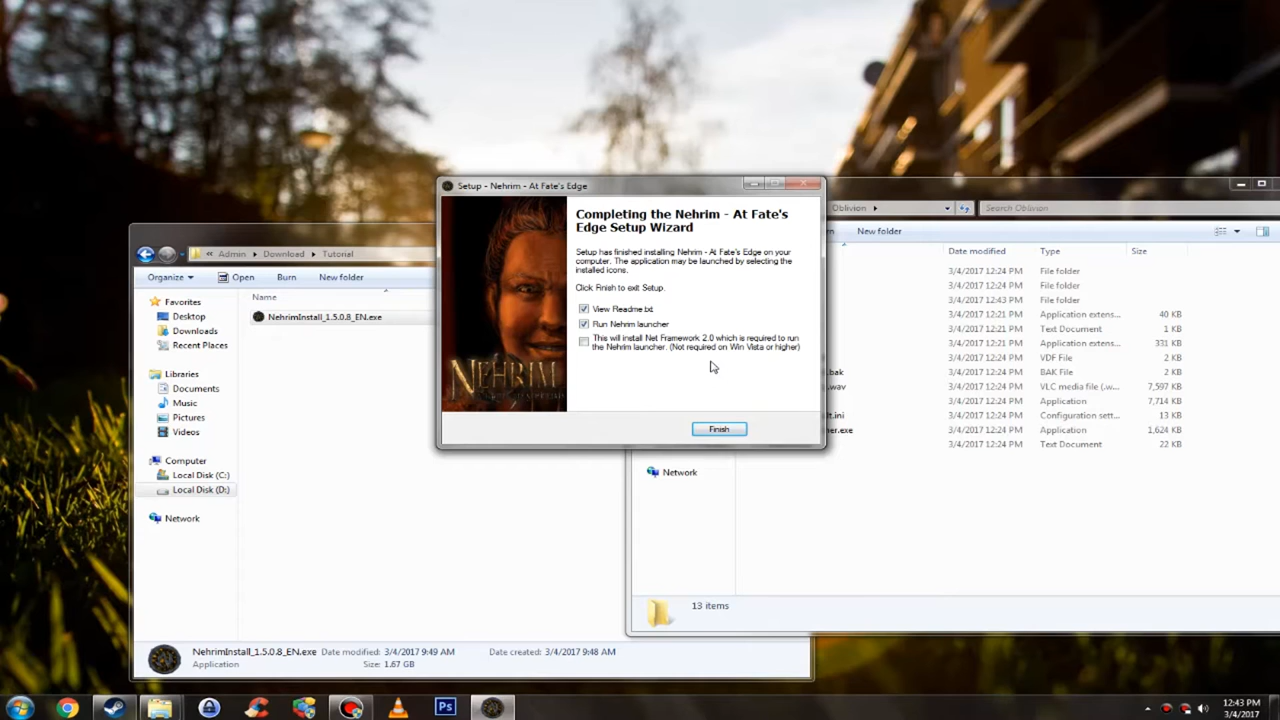 Setup - Nehrim - At Fate's Edge
Completing the Nehrim - At Fate's
Edge Setup Wizard
Setup has finished installing Nehrim - At Fate's Edge on your
computer. The application may be launched by selecting the
installed icons.
Click Finish to exit Setup.
View Readme.txt
Run Nehrim launcher
This will install Net Framework 2.0 which is required to run
the Nehrim launcher. (Not required on Win Vista or higher)
NEHRIM
Finish
Admin
Download
Tutorial
Organize
Open
Burn
New folder
Name
Favorites
Desktop
Downloads
Recent Places
Libraries
Documents
Music
Pictures
Videos
Computer
Local Disk (C:)
Local Disk (D:)
Network
NehrimInstall_1.5.0.8_EN.exe
NehrimInstall_1.5.0.8_EN.exe Date modified: 3/4/2017 9:49 AM Date created: 3/4/2017 9:48 AM
Application Size: 1.67 GB
Oblivion
Search Oblivion
rn New folder
Date modified Type Size
3/4/2017 12:24 PM File folder
3/4/2017 12:24 PM File folder
3/4/2017 12:43 PM File folder
3/4/2017 12:21 PM Application extens... 40 KB
3/4/2017 12:21 PM Text Document 1 KB
3/4/2017 12:21 PM Application extens... 331 KB
3/4/2017 12:24 PM VDF File 2 KB
.bak 3/4/2017 12:24 PM BAK File 2 KB
.wav 3/4/2017 12:24 PM VLC media file (.w... 7,597 KB
3/4/2017 12:24 PM Application 7,714 KB
lt.ini 3/4/2017 12:24 PM Configuration sett... 13 KB
her.exe 3/4/2017 12:24 PM Application 1,624 KB
3/4/2017 12:24 PM Text Document 22 KB
Network
13 items
Ps
12:43 PM
3/4/2017